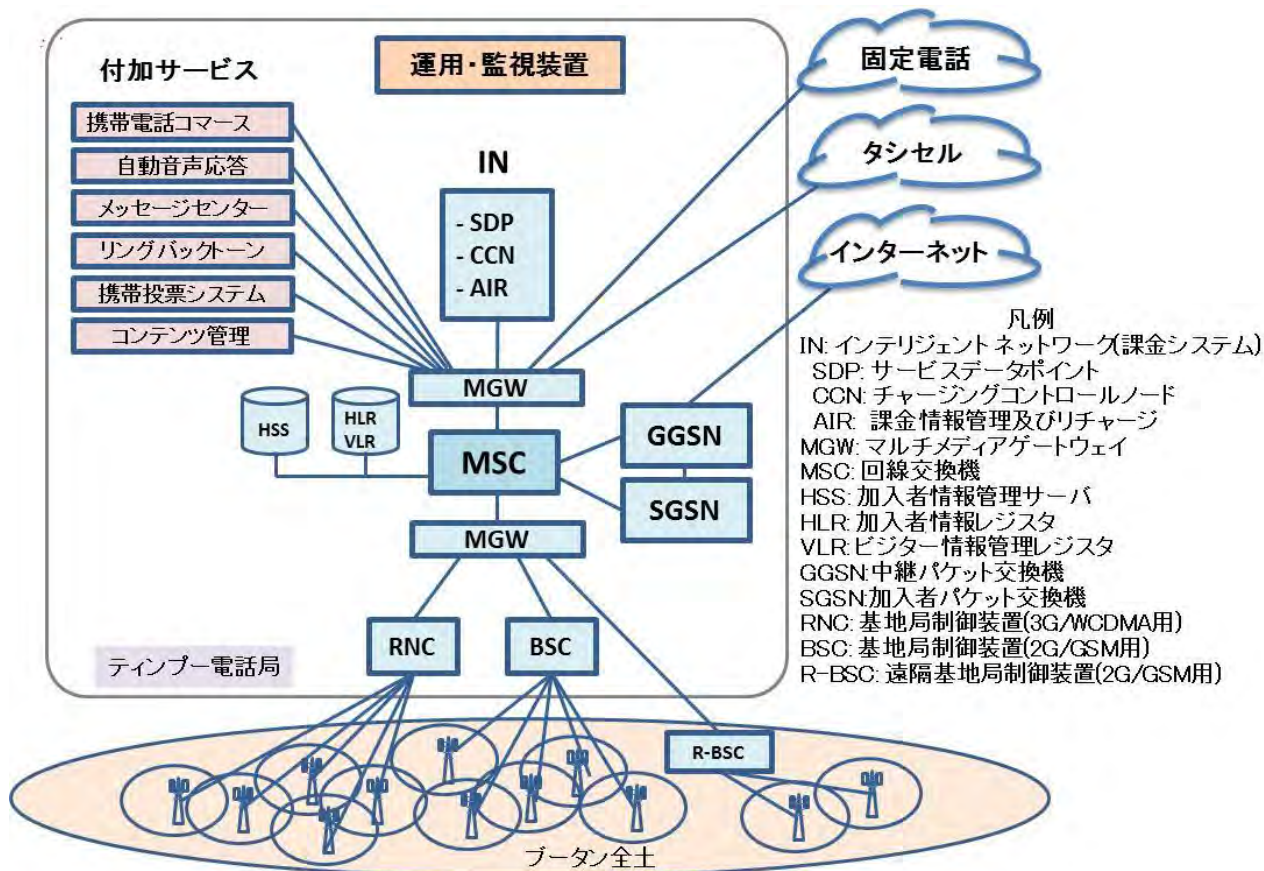 付加サービス
運用・監視装置
携帯電話コマース
自動音声応答
メッセージセンター
リングバックトーン
携帯投票システム
コンテンツ管理
IN
- SDP
- CCN
- AIR
固定電話
タシセル
インターネット
MGW
HSS
HLR
VLR
MSC
GGSN
SGSN
MGW
RNC
BSC
ティンプー電話局
R-BSC
ブータン全土
凡例
IN: インテリジェントネットワーク(課金システム)
SDP: サービスデータポイント
CCN: チャージングコントロールノード
AIR: 課金情報管理及びリチャージ
MGW: マルチメディアゲートウェイ
MSC: 回線交換機
HSS: 加入者情報管理サーバ
HLR: 加入者情報レジスタ
VLR: ビジター情報管理レジスタ
GGSN: 中継パケット交換機
SGSN: 加入者パケット交換機
RNC: 基地局制御装置(3G/WCDMA用)
BSC: 基地局制御装置(2G/GSM用)
R-BSC: 遠隔基地局制御装置(2G/GSM用)